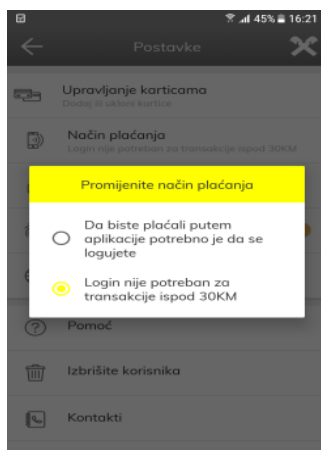 45% 16:21
Postavke
Upravljanje karticama
Dodaj ili ukloni kartice
Način plaćanja
Login nije potreban za transakcije ispod 30KM
Promijenite način plaćanja
Da biste plaćali putem
aplikacije potrebno je da se
logujete
Login nije potreban za
transakcije ispod 30KM
Pomoć
Izbrišite korisnika
Kontakti